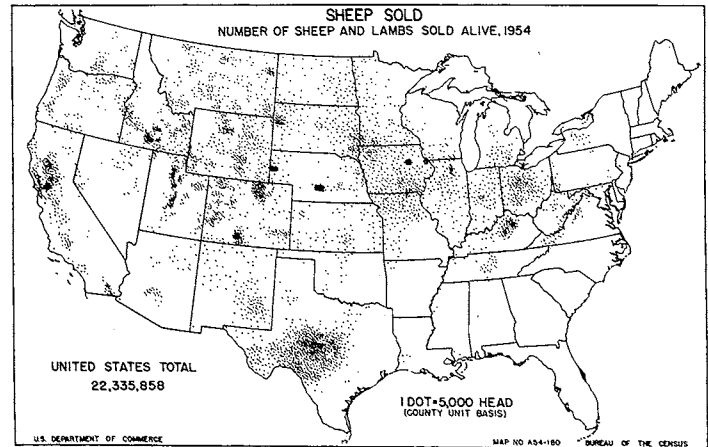 SHEEP SOLD
NUMBER OF SHEEP AND LAMBS SOLD ALIVE, 1954
UNITED STATES TOTAL
22,335,858
1 DOT=5,000 HEAD
(COUNTY UNIT BASIS)
U.S. DEPARTMENT OF COMMERCE
MAP NO A54-180
BUREAU OF THE CENSUS